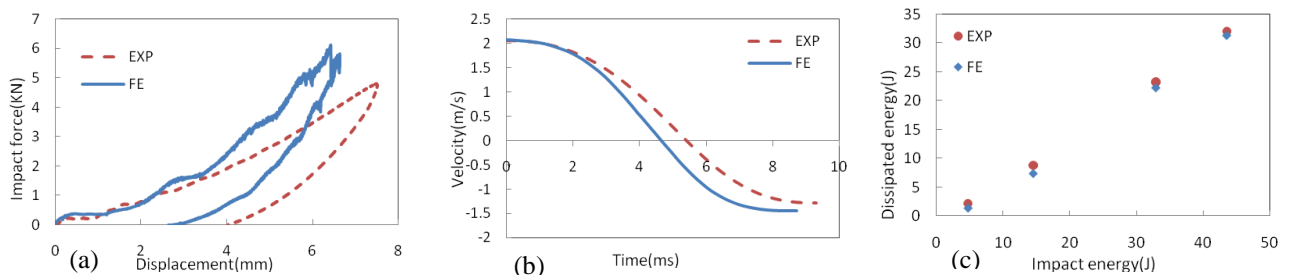 7
6
5
4
3
2
1
0
Impact force(KN)
EXP
FE
0 2 4 6 8
(a) Displacement(mm)
2.5
2
1.5
1
0.5
0
-0.5
-1
-1.5
-2
Velocity(m/s)
EXP
FE
0 2 4 6 8 10
(b) Time(ms)
35
30
25
20
15
10
5
0
Dissipated energy(J)
EXP
FE
0 10 20 30 40 50
(c) Impact energy(J)